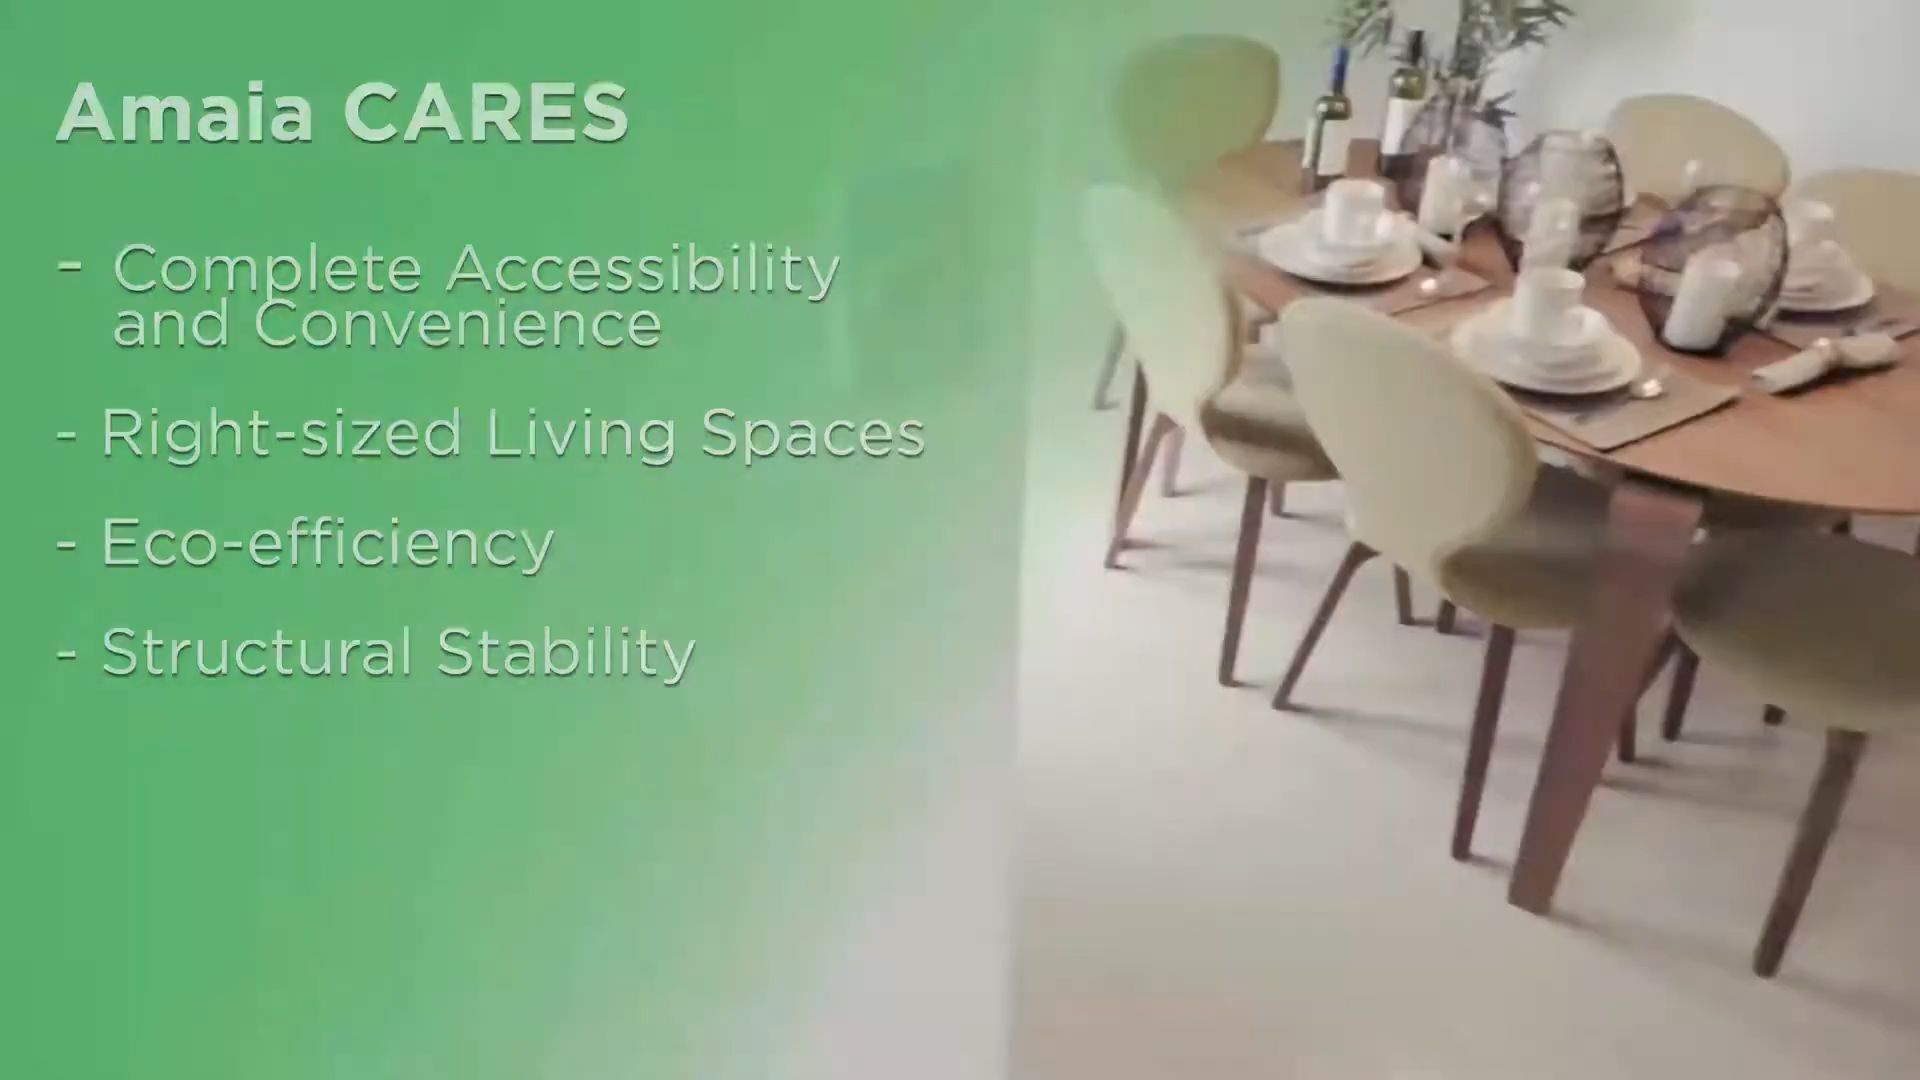 Amaia CARES
- Complete Accessibility
and Convenience
- Right-sized Living Spaces
- Eco-efficiency
- Structural Stability